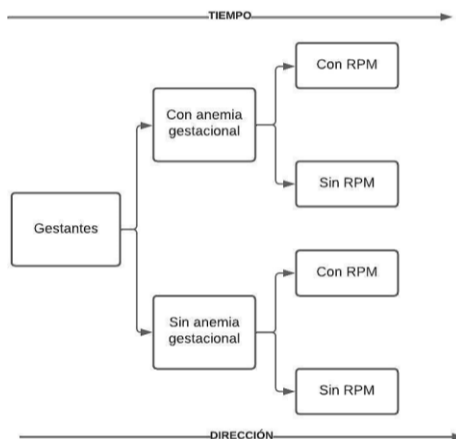 TIEMPO
Con RPM
Con anemia
gestacional
Sin RPM
Gestantes
Con RPM
Sin anemia
gestacional
Sin RPM
DIRECCIÓN